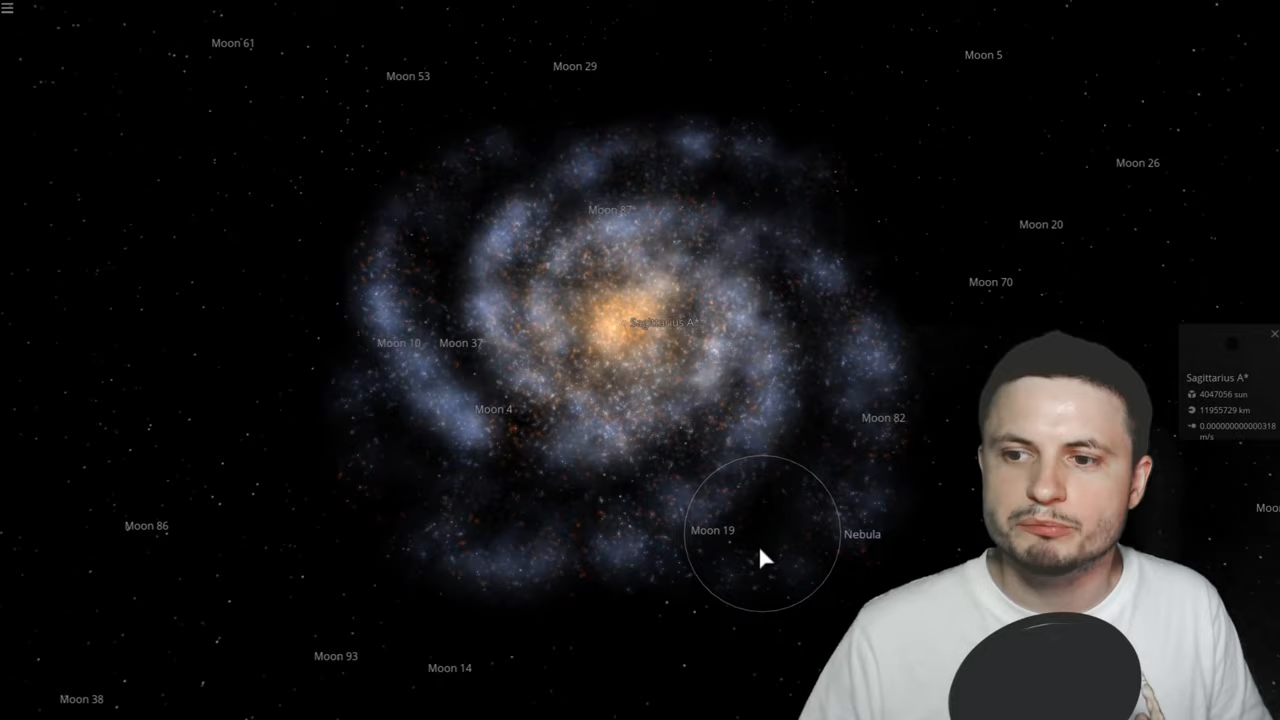 Moon 61
Moon 53
Moon 29
Moon 5
Moon 26
Moon 87
Moon 20
Moon 70
Sagittarius A*
Moon 10
Moon 37
Sagittarius A*
4047056 sun
11955729 km
0.000000000000318
m/s
Moon 4
Moon 82
Moon 86
Moon 19
Nebula
Moon 93
Moon 14
Moon 38